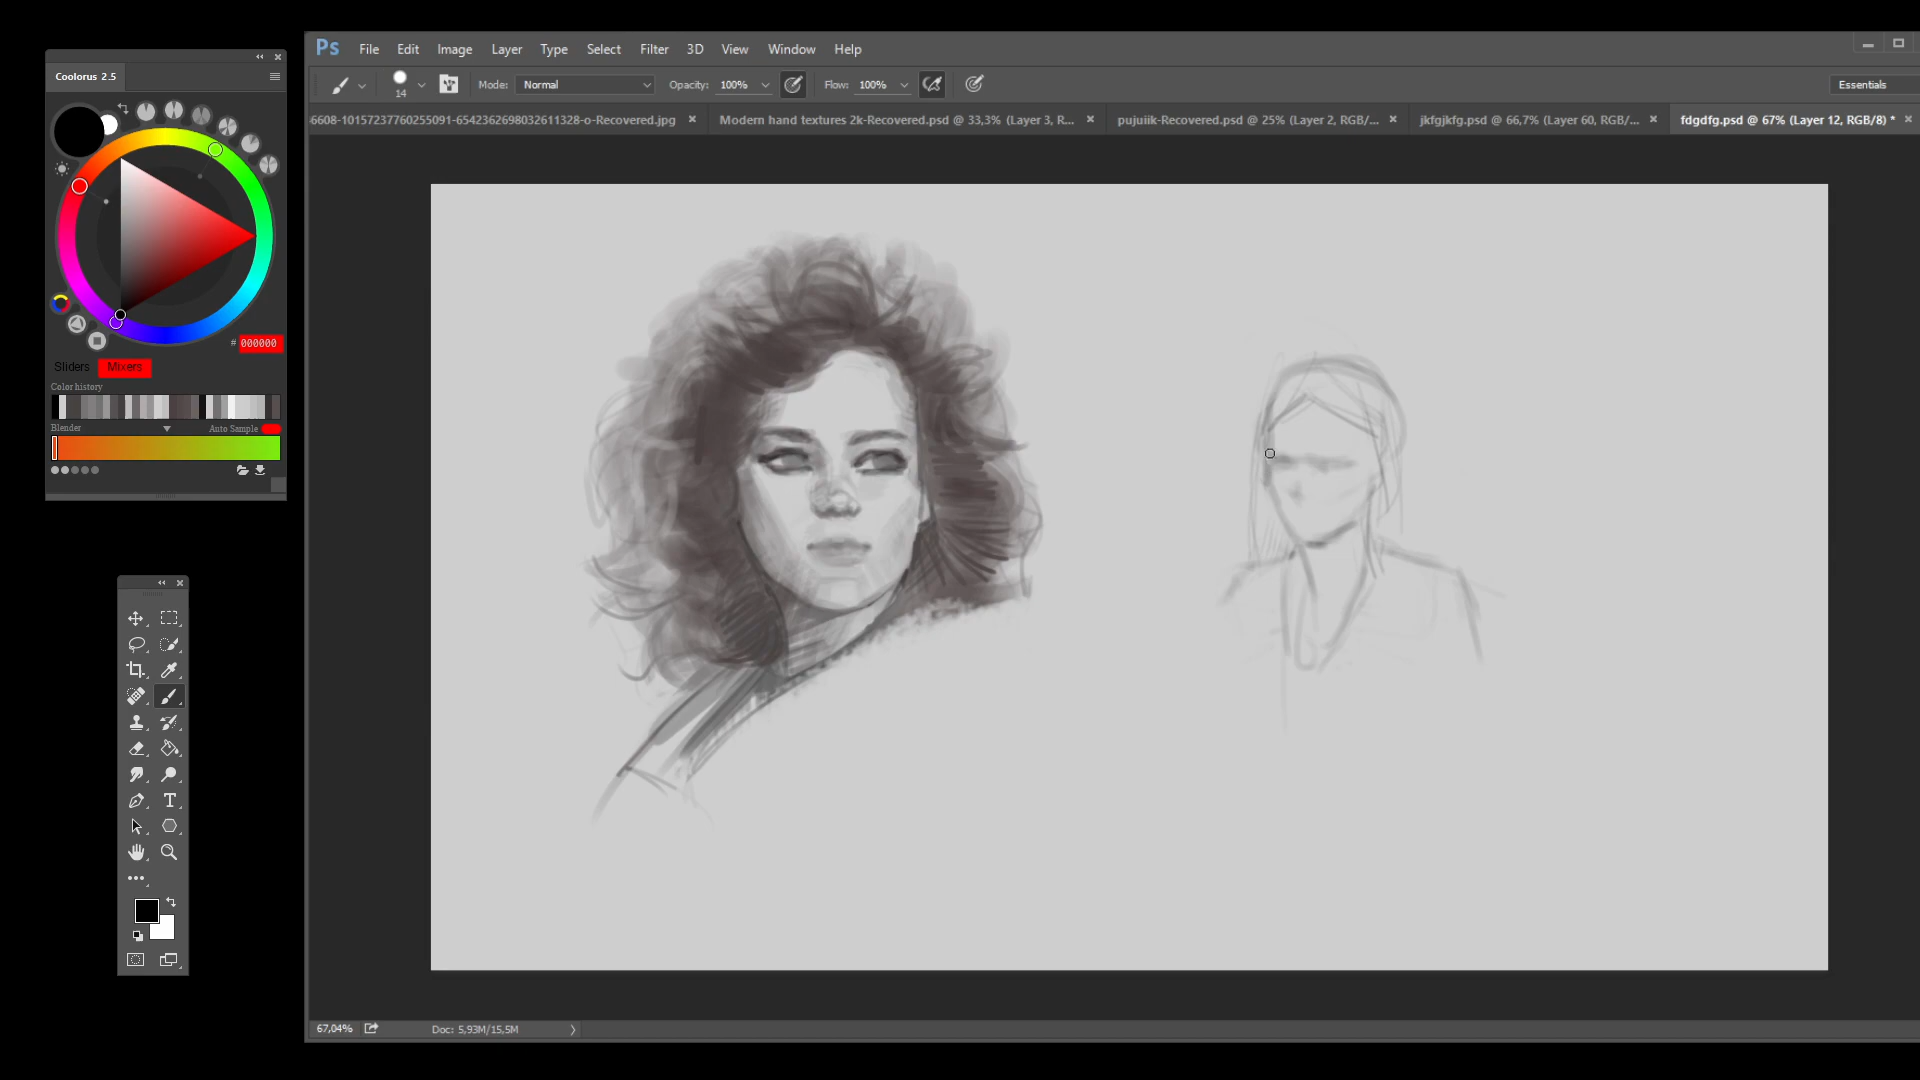 Coolorus 2.5
# 000000
Sliders Mixers
Color history
Blender Auto Sample
Ps File Edit Image Layer Type Select Filter 3D View Window Help
14 Mode: Normal Opacity: 100% Flow: 100% Essentials
6608-10157237760255091-6542362698032611328-o-Recovered.jpg Modern hand textures 2k-Recovered.psd @ 33,3% (Layer 3, R... pujuiik-Recovered.psd @ 25% (Layer 2, RGB/... jkfgjkfg.psd @ 66,7% (Layer 60, RGB/... fdgdfg.psd @ 67% (Layer 12, RGB/8) *
67,04% Doc: 5,93M/15,5M